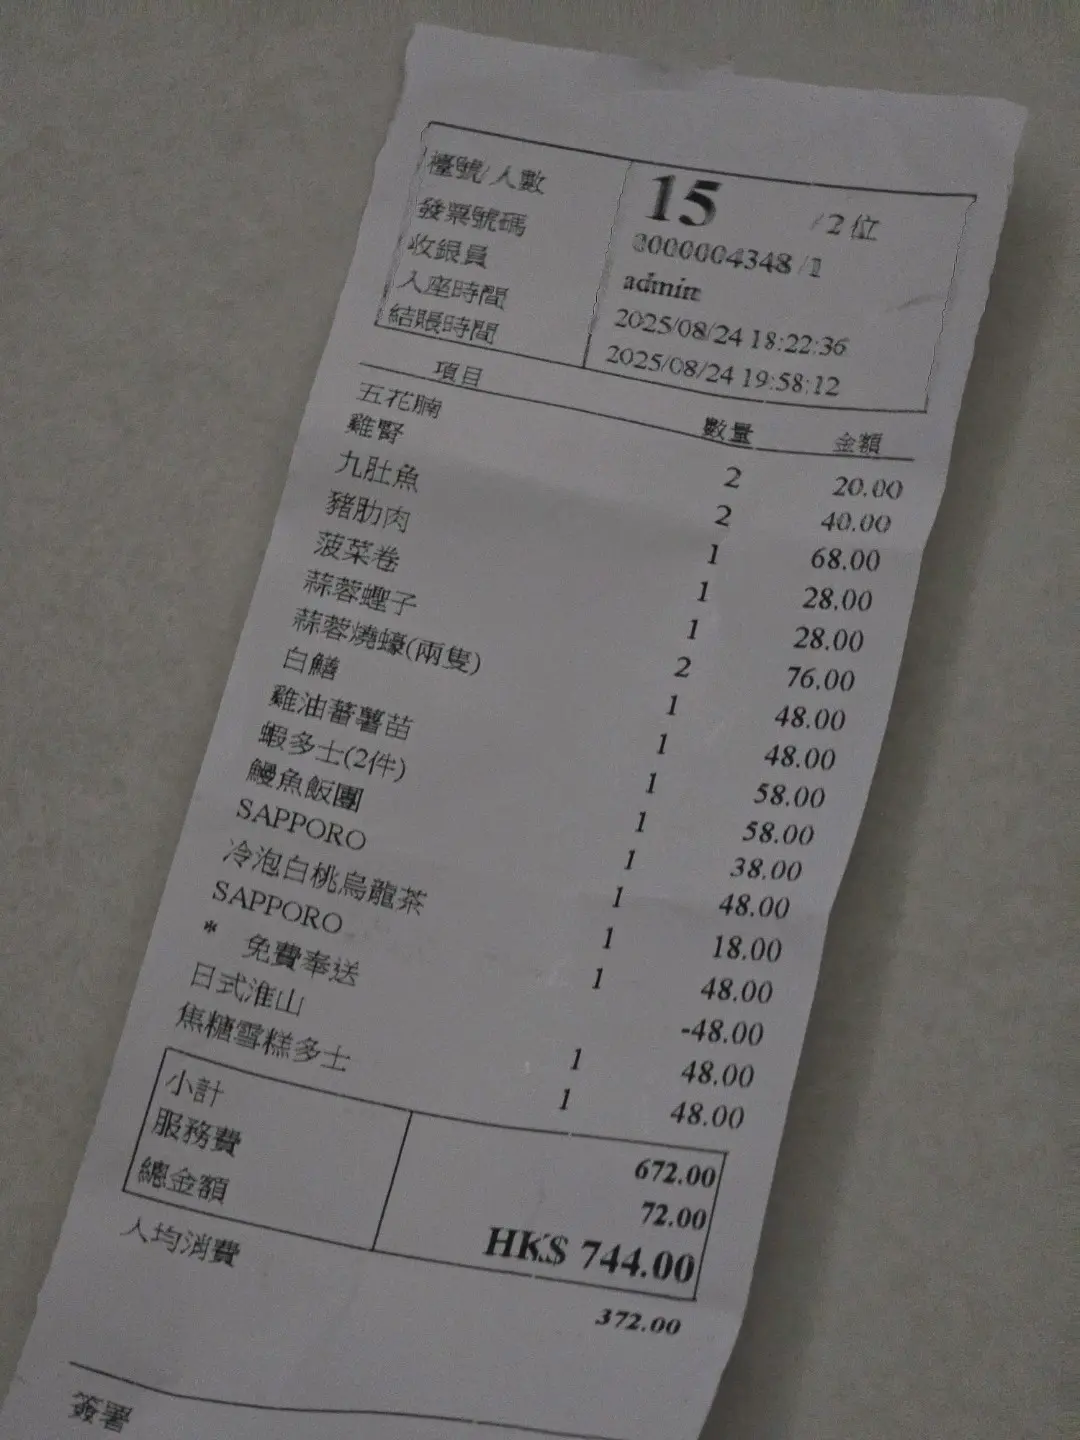 檯號/人數 15 /2 位
發票號碼 0000004348 /1
收銀員 admin
入座時間 2025/08/24 18:22:36
結賬時間 2025/08/24 19:58:12
項目 數量 金額
五花腩 2 20.00
雞腎 2 40.00
九肚魚 1 68.00
豬肋肉 1 28.00
菠菜卷 1 28.00
蒜蓉蟶子 2 76.00
蒜蓉燒蠔(兩隻) 1 48.00
白鱔 1 48.00
雞油蕃薯苗 1 58.00
蝦多士(2件) 1 58.00
鰻魚飯團 1 38.00
SAPPORO 1 48.00
冷泡白桃烏龍茶 1 18.00
SAPPORO 1 48.00
* 免費奉送 -48.00
日式淮山 1 48.00
焦糖雪糕多士 1 48.00
小計 672.00
服務費 72.00
總金額 HK$ 744.00
人均消費 372.00
簽署